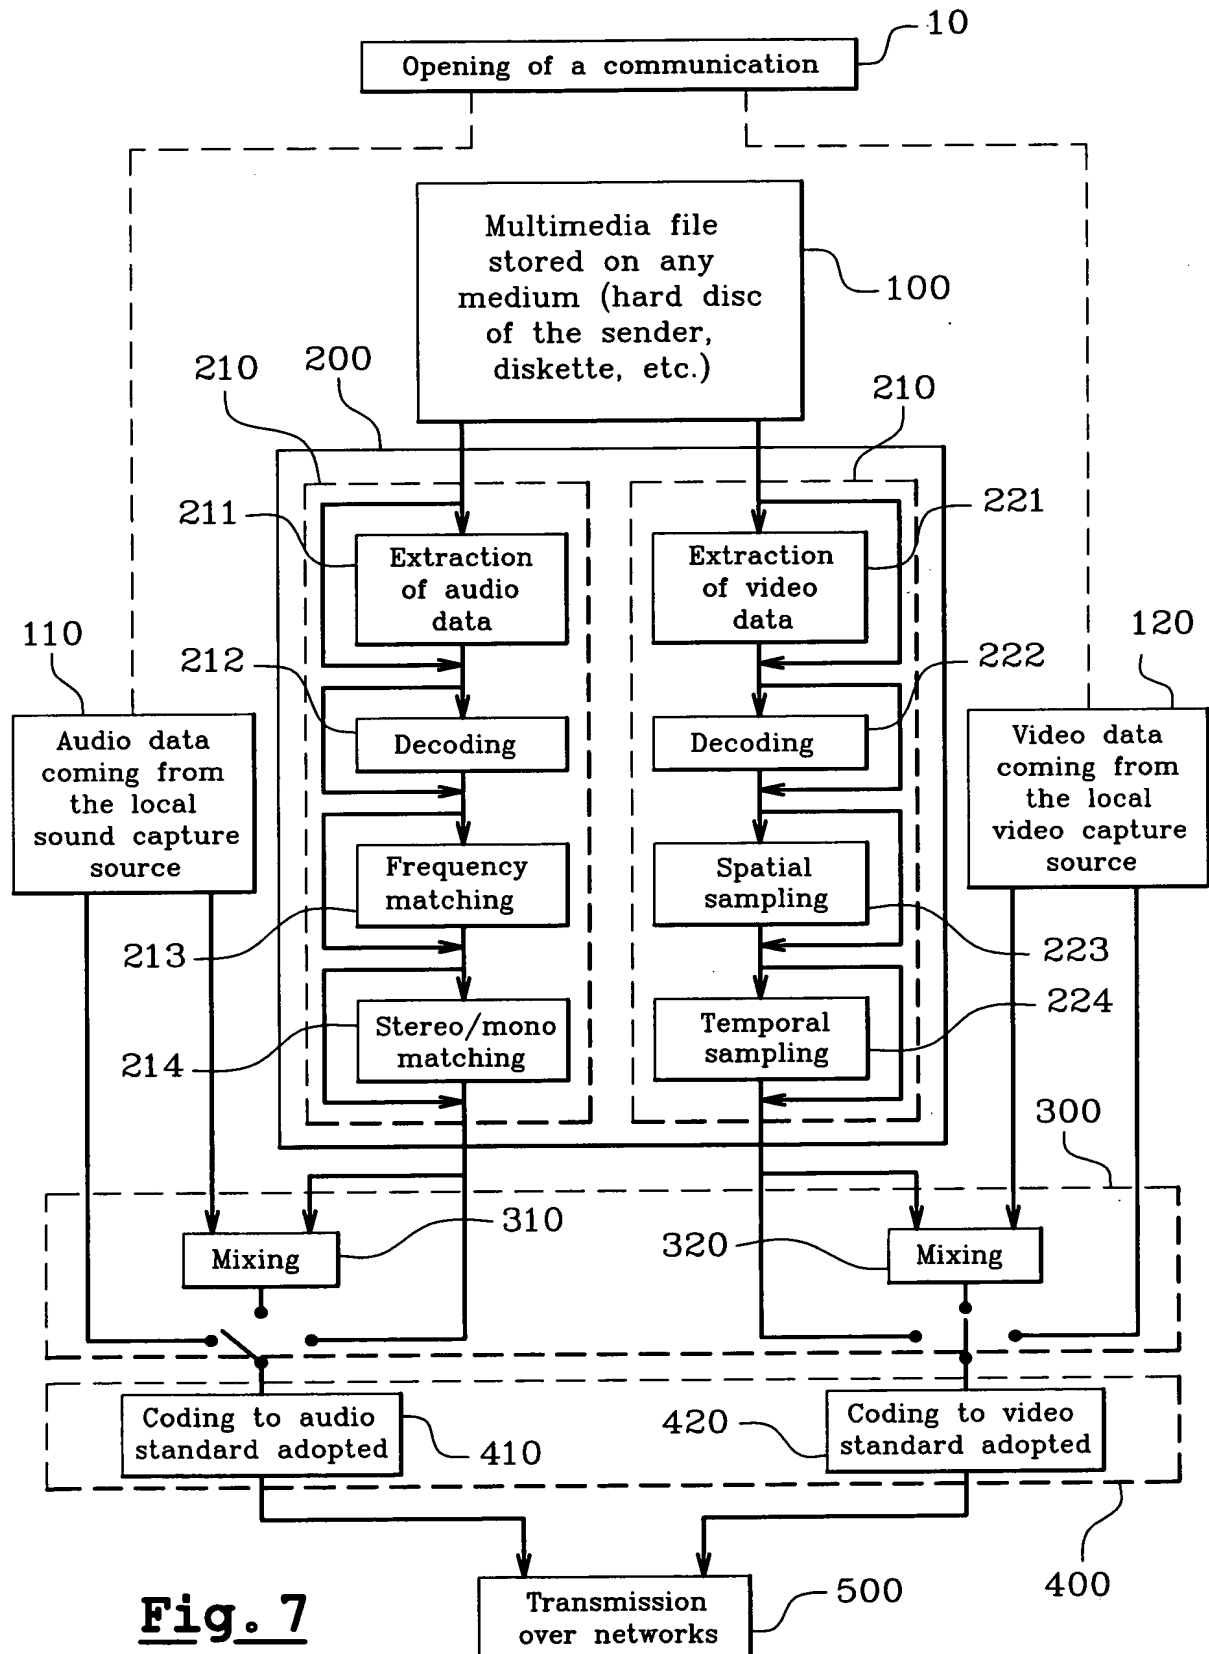 10
Opening of a communication
Multimedia file
stored on any
medium (hard disc
of the sender,
diskette, etc.)
100
210
200
210
211
Extraction
of audio
data
Extraction
of video
data
221
110
212
Decoding
Decoding
222
120
Audio data
coming from
the local
sound capture
source
Video data
coming from
the local
video capture
source
Frequency
matching
213
Spatial
sampling
223
Stereo/mono
matching
214
Temporal
sampling
224
300
Mixing
310
320
Mixing
Coding to audio
standard adopted
410
420
Coding to video
standard adopted
400
Transmission
over networks
500
Fig. 7